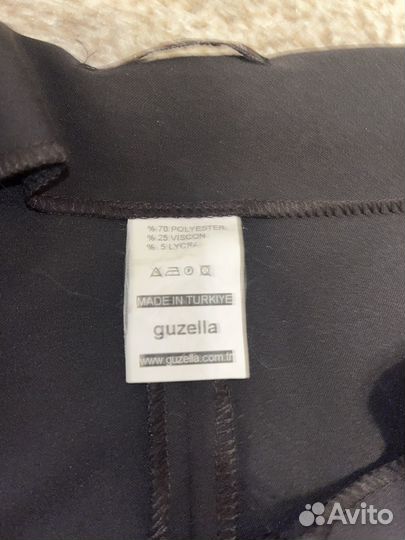 % 70 POLYESTER
% 25 VISCON
% 5 LYCRA
MADE IN TURKIYE
guzella
www.guzella.com.tr
Avito